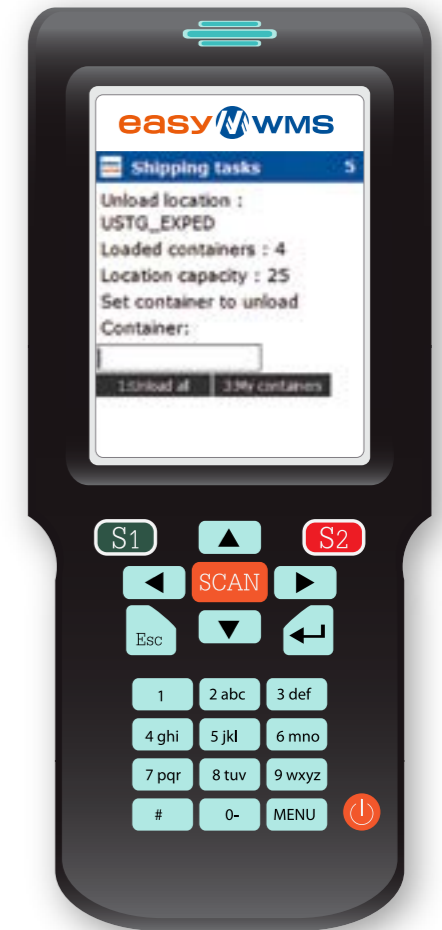 easy WMS
Shipping tasks 5
Unload location :
USTG_EXPED
Loaded containers : 4
Location capacity : 25
Set container to unload
Container:
1:Unload all 3:My containers
S1 S2
SCAN
Esc
1 2 abc 3 def
4 ghi 5 jkl 6 mno
7 pqr 8 tuv 9 wxyz
# 0- MENU